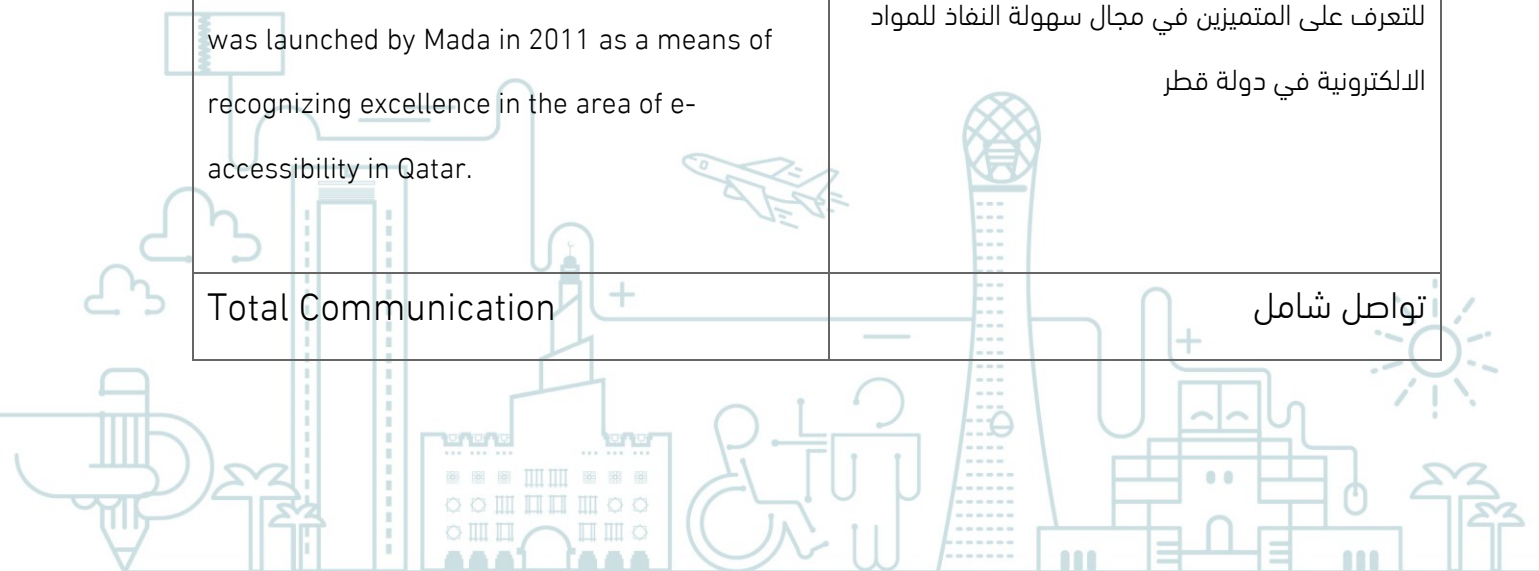 was launched by Mada in 2011 as a means of
recognizing excellence in the area of e-
accessibility in Qatar.
للتعرف على المتميزين في مجال سهولة النفاذ للمواد
الالكترونية في دولة قطر
Total Communication
تواصل شامل